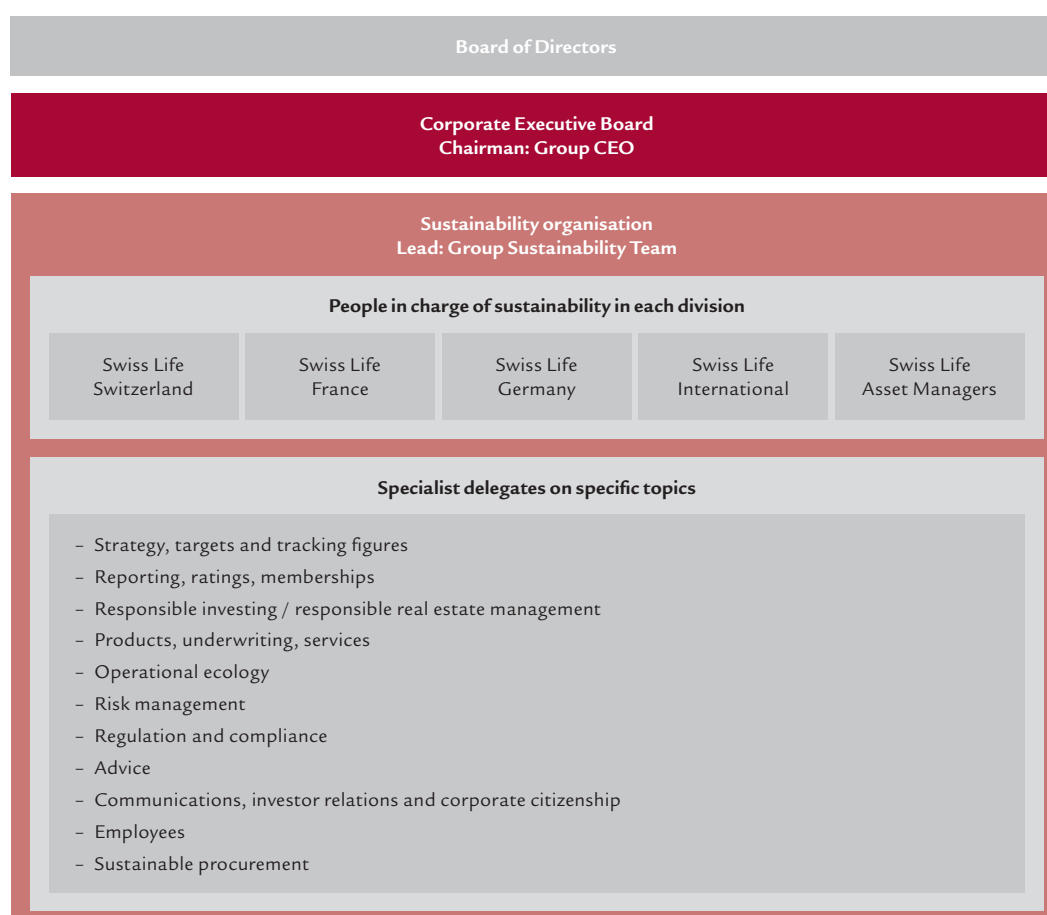 Board of Directors
Corporate Executive Board
Chairman: Group CEO
Sustainability organisation
Lead: Group Sustainability Team
People in charge of sustainability in each division
Swiss Life
Switzerland
Swiss Life
France
Swiss Life
Germany
Swiss Life
International
Swiss Life
Asset Managers
Specialist delegates on specific topics
– Strategy, targets and tracking figures
– Reporting, ratings, memberships
– Responsible investing / responsible real estate management
– Products, underwriting, services
– Operational ecology
– Risk management
– Regulation and compliance
– Advice
– Communications, investor relations and corporate citizenship
– Employees
– Sustainable procurement